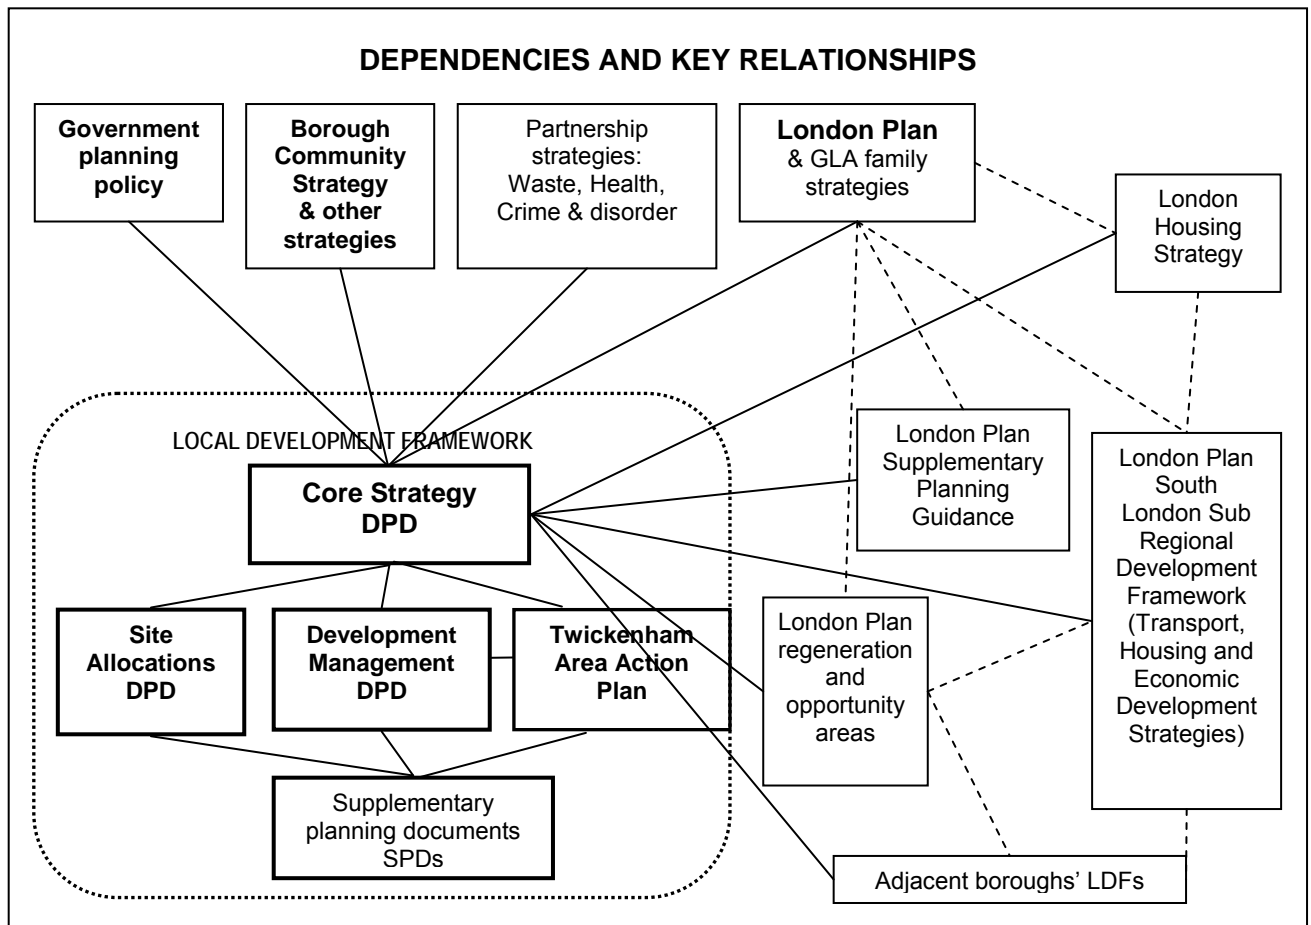 DEPENDENCIES AND KEY RELATIONSHIPS
Government
planning
policy
Borough
Community
Strategy
& other
strategies
Partnership
strategies:
Waste, Health,
Crime & disorder
London Plan
& GLA family
strategies
London
Housing
Strategy
LOCAL DEVELOPMENT FRAMEWORK
Core Strategy
DPD
London Plan
Supplementary
Planning
Guidance
London Plan
South
London Sub
Regional
Development
Framework
(Transport,
Housing and
Economic
Development
Strategies)
Site
Allocations
DPD
Development
Management
DPD
Twickenham
Area Action
Plan
London Plan
regeneration
and
opportunity
areas
Supplementary
planning documents
SPDs
Adjacent boroughs’ LDFs